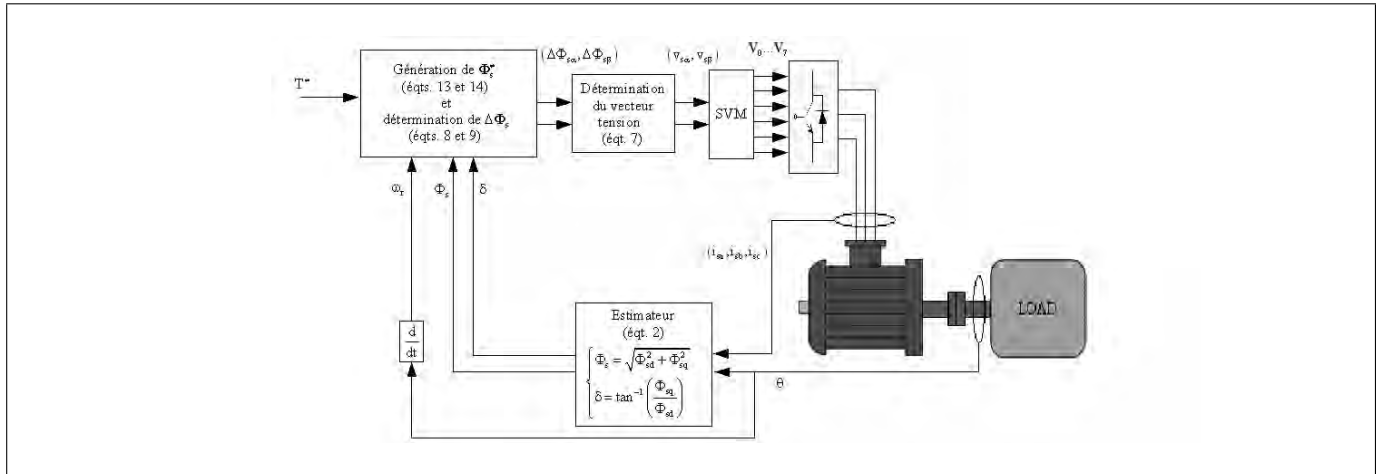 (ΔΦsα,ΔΦsβ)
(vsα,vsβ)
V0...V7
T*
Génération de Φs*
(éqts. 13 et 14)
et
détermination de ΔΦs
(éqts. 8 et 9)
Détermination
du vecteur
tension
(éqt. 7)
SVM
ωr
Φs
δ
(isa,isb,isc)
LOAD
Estimateur
(éqt. 2)
Φs = √(Φsd² + Φsq²)
δ = tan⁻¹(Φsq/Φsd)
d
dt
θ